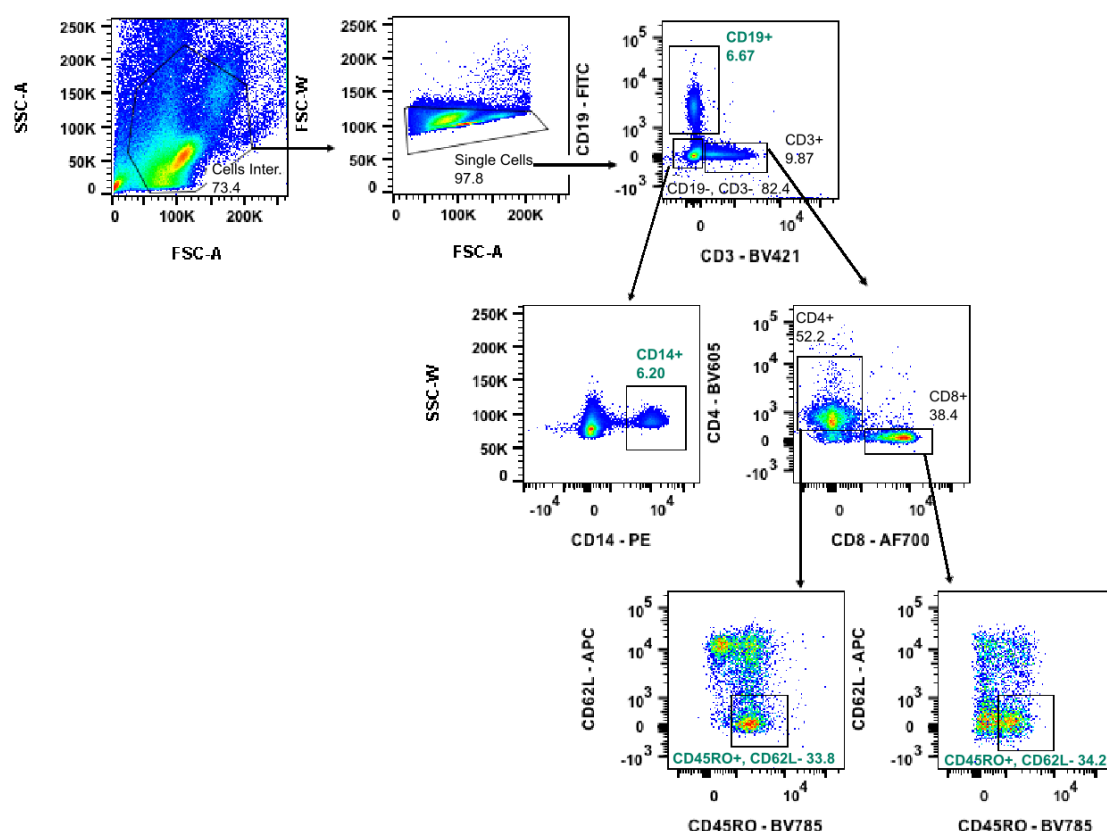 250K
200K
150K
100K
50K
0
SSC-A
Cells Inter.
73.4
0
100K
200K
FSC-A
250K
200K
150K
100K
50K
0
FSC-W
Single Cells
97.8
0
100K
200K
FSC-A
10^5
10^4
10^3
0
-10^3
CD19 - FITC
CD19+
6.67
CD3+
9.87
CD19-, CD3-, 82.4
0
10^4
CD3 - BV421
250K
200K
150K
100K
50K
0
SSC-W
CD14+
6.20
-10^4
0
10^4
CD14 - PE
10^5
10^4
10^3
0
-10^3
CD4 - BV605
CD4+
52.2
CD8+
38.4
0
10^4
CD8 - AF700
10^5
10^4
10^3
0
-10^3
CD62L - APC
CD45RO+, CD62L- 33.8
0
10^4
CD45RO - BV785
10^5
10^4
10^3
0
-10^3
CD62L - APC
CD45RO+, CD62L- 34.2
0
10^4
CD45RO - BV785